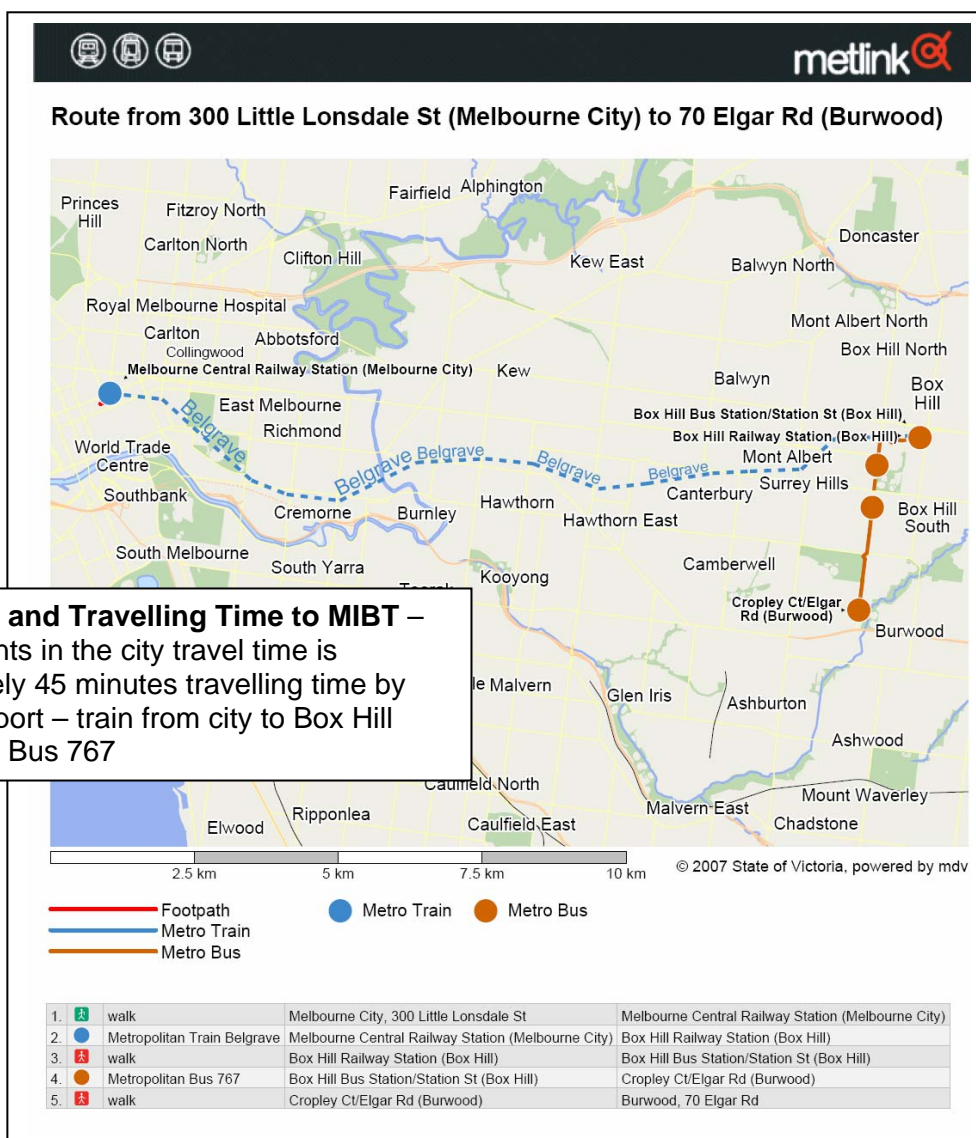 metlink
Route from 300 Little Lonsdale St (Melbourne City) to 70 Elgar Rd (Burwood)
Princes
Hill
Fitzroy North
Fairfield
Alphington
Carlton North
Clifton Hill
Kew East
Doncaster
Balwyn North
Royal Melbourne Hospital
Mont Albert North
Carlton
Abbotsford
Collingwood
Box Hill North
Melbourne Central Railway Station (Melbourne City)
Kew
Balwyn
Box
Hill
East Melbourne
Belgrave
Box Hill Bus Station/Station St (Box Hill)
Richmond
Box Hill Railway Station (Box Hill)
World Trade
Centre
Belgrave
Belgrave
Belgrave
Belgrave
Mont Albert
Surrey Hills
Canterbury
Southbank
Cremorne
Burnley
Hawthorn
Hawthorn East
Box Hill
South
South Melbourne
South Yarra
Kooyong
Camberwell
Cropley Ct/Elgar
Rd (Burwood)
Burwood
and Travelling Time to MIBT –
nts in the city travel time is
ely 45 minutes travelling time by
port – train from city to Box Hill
Bus 767
le Malvern
Glen Iris
Ashburton
Ashwood
Caulfield North
Malvern East
Mount Waverley
Elwood
Ripponlea
Caulfield East
Chadstone
2.5 km 5 km 7.5 km 10 km
© 2007 State of Victoria, powered by mdv
Footpath
Metro Train
Metro Bus
Metro Train
Metro Bus
1. walk Melbourne City, 300 Little Lonsdale St Melbourne Central Railway Station (Melbourne City)
2. Metropolitan Train Belgrave Melbourne Central Railway Station (Melbourne City) Box Hill Railway Station (Box Hill)
3. walk Box Hill Railway Station (Box Hill) Box Hill Bus Station/Station St (Box Hill)
4. Metropolitan Bus 767 Box Hill Bus Station/Station St (Box Hill) Cropley Ct/Elgar Rd (Burwood)
5. walk Cropley Ct/Elgar Rd (Burwood) Burwood, 70 Elgar Rd